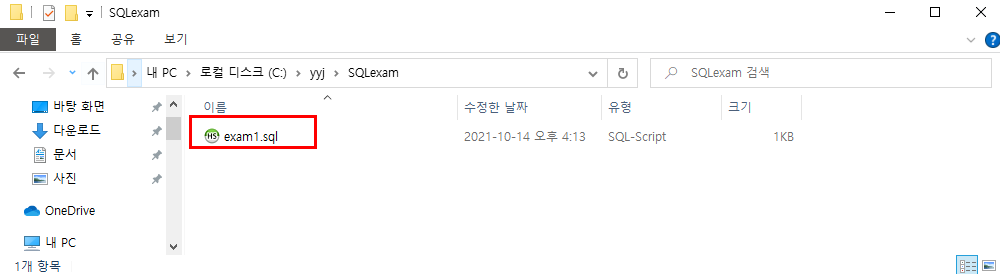 SQLexam
파일 홈 공유 보기
내 PC 로컬 디스크 (C:) yyj SQLexam SQLexam 검색
이름 수정한 날짜 유형 크기
바탕 화면
HS exam1.sql 2021-10-14 오후 4:13 SQL-Script 1KB
다운로드
문서
사진
OneDrive
내 PC
1개 항목